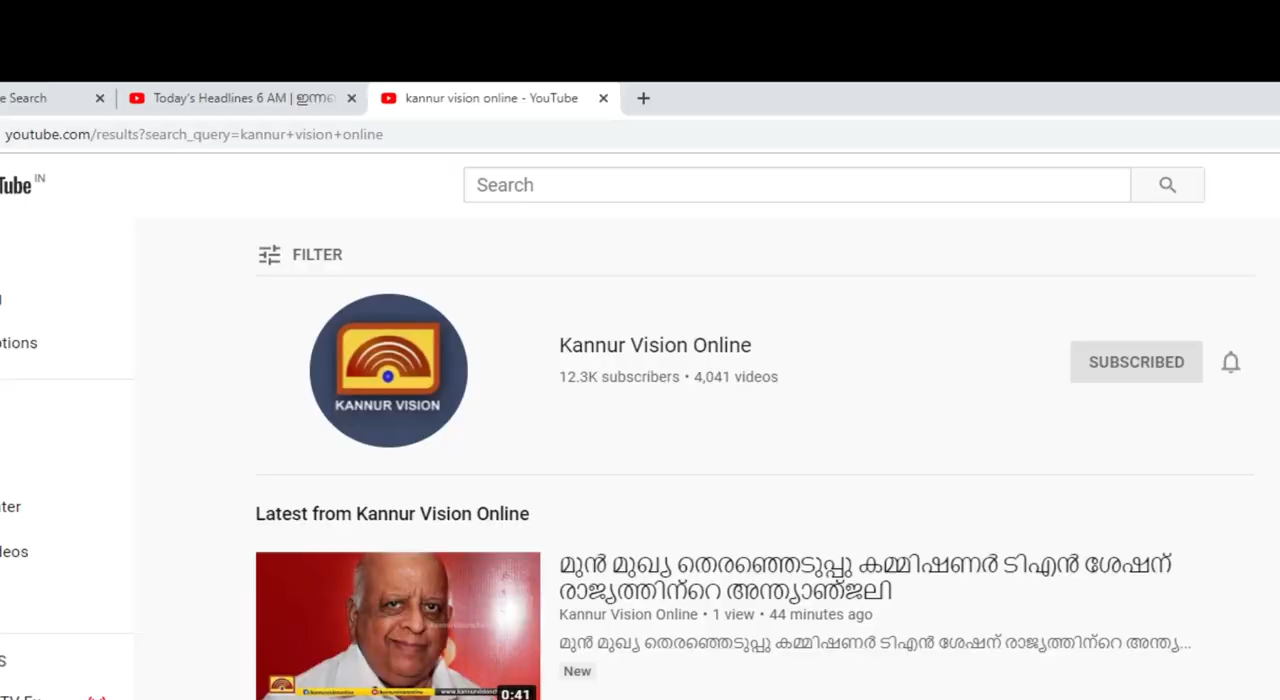 e Search
Today's Headlines 6 AM |
kannur vision online - YouTube
youtube.com/results?search_query=kannur+vision+online
Tube IN
Search
FILTER
KANNUR VISION
Kannur Vision Online
12.3K subscribers • 4,041 videos
SUBSCRIBED
otions
ter
leos
Latest from Kannur Vision Online
മുൻ മുഖ്യ തെരഞ്ഞെടുപ്പു കമ്മിഷണർ ടിഎൻ ശേഷന്
രാജ്യത്തിന്റെ അന്ത്യാഞ്ജലി
Kannur Vision Online • 1 view • 44 minutes ago
മുൻ മുഖ്യ തെരഞ്ഞെടുപ്പു കമ്മിഷണർ ടിഎൻ ശേഷന് രാജ്യത്തിന്റെ അന്ത്യ...
New
0:41
S